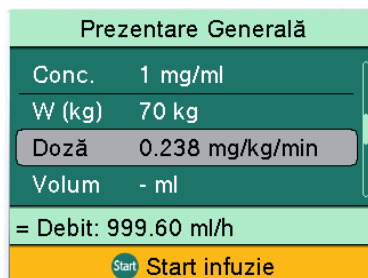 Prezentare Generală
Conc. 1 mg/ml
W (kg) 70 kg
Doză 0.238 mg/kg/min
Volum - ml
= Debit: 999.60 ml/h
Start Start infuzie